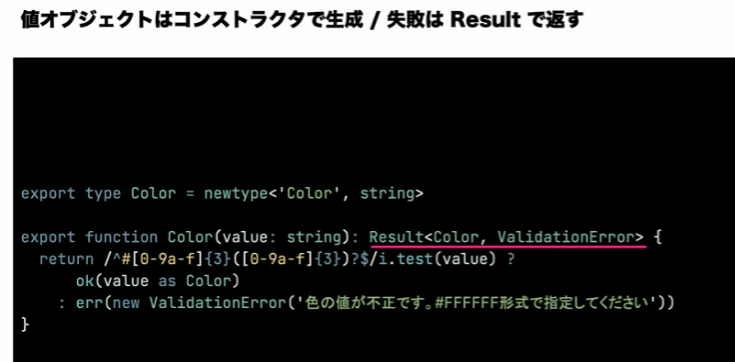 値オブジェクトはコンストラクタで生成 / 失敗は Result で返す
export type Color = newtype<'Color', string>
export function Color(value: string): Result<Color, ValidationError> {
  return /^#[0-9a-f]{3}([0-9a-f]{3})?$/i.test(value) ?
      ok(value as Color)
    : err(new ValidationError('色の値が不正です。#FFFFFF形式で指定してください'))
}